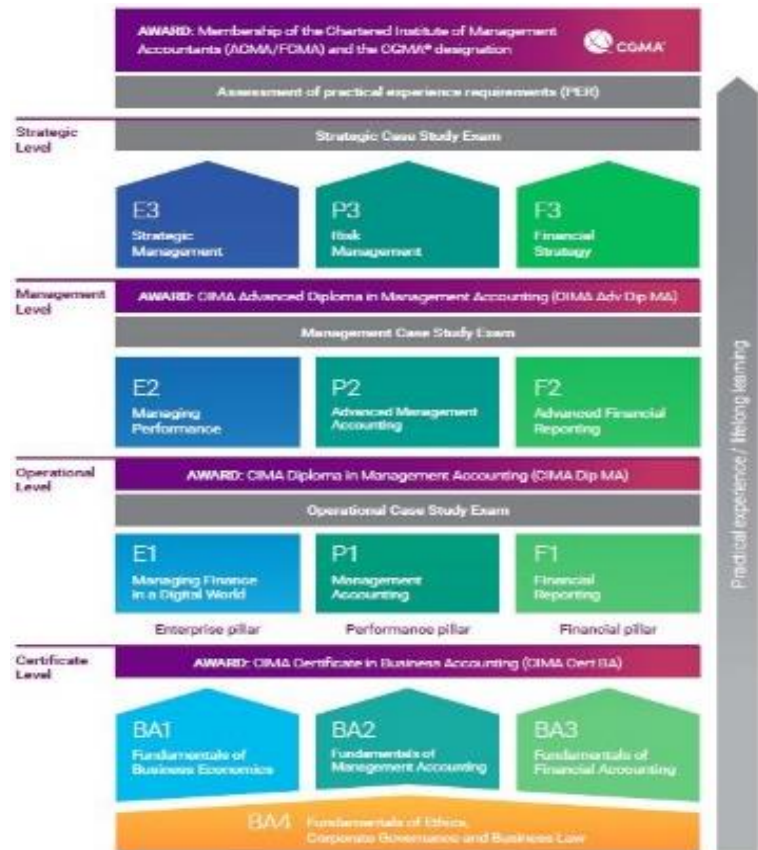 AWARD: Membership of the Chartered Institute of Management
Accountants (ACMA/FCMA) and the CGMA® designation
CGMA®
Assessment of practical experience requirements (PER)
Strategic
Level
Strategic Case Study Exam
E3
Strategic
Management
P3
Risk
Management
F3
Financial
Strategy
Management
Level
AWARD: CIMA Advanced Diploma in Management Accounting (CIMA Adv Dip MA)
Management Case Study Exam
E2
Managing
Performance
P2
Advanced Management
Accounting
F2
Advanced Financial
Reporting
Operational
Level
AWARD: CIMA Diploma in Management Accounting (CIMA Dip MA)
Operational Case Study Exam
E1
Managing Finance
in a Digital World
P1
Management
Accounting
F1
Financial
Reporting
Enterprise pillar
Performance pillar
Financial pillar
Certificate
Level
AWARD: CIMA Certificate in Business Accounting (CIMA Cert BA)
BA1
Fundamentals of
Business Economics
BA2
Fundamentals of
Management Accounting
BA3
Fundamentals of
Financial Accounting
BA4
Fundamentals of Ethics,
Corporate Governance and Business Law
Practical experience / lifelong learning